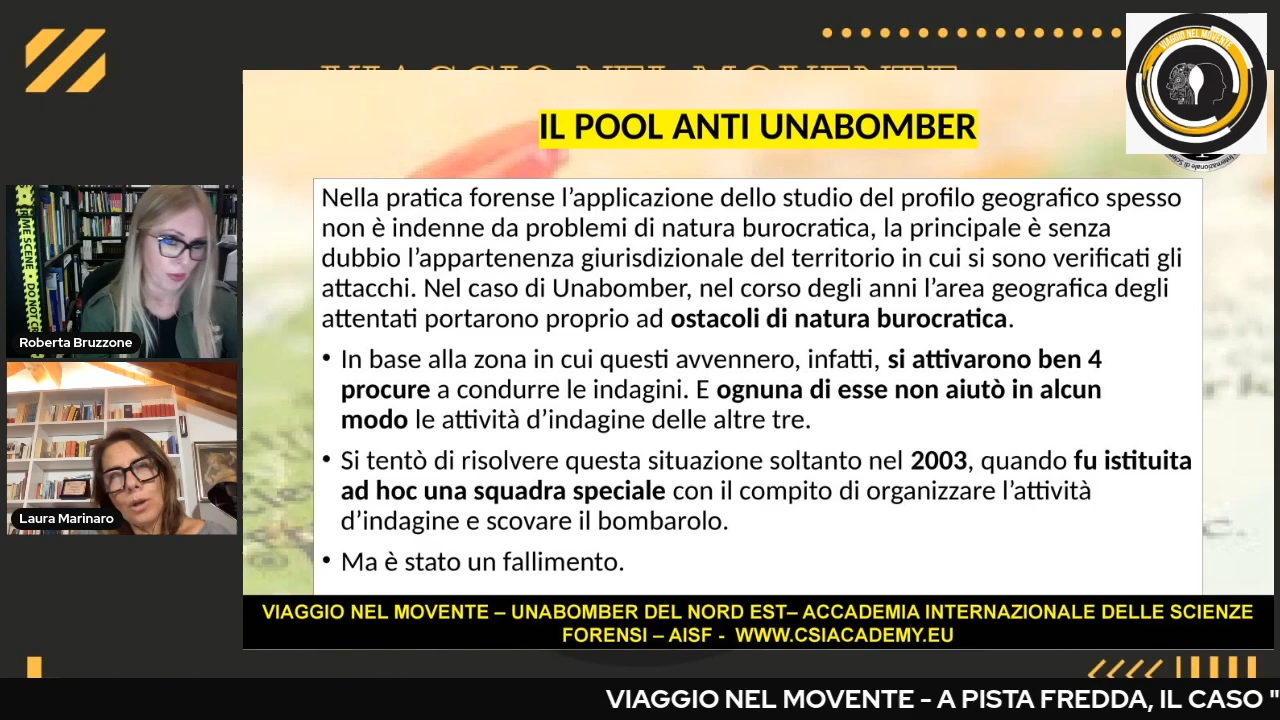 VIAGGIO NEL MOVENTE
VIAGGIO NEL MOVENTE
IL POOL ANTI UNABOMBER
Nella pratica forense l’applicazione dello studio del profilo geografico spesso
non è indenne da problemi di natura burocratica, la principale è senza
dubbio l’appartenenza giurisdizionale del territorio in cui si sono verificati gli
attacchi. Nel caso di Unabomber, nel corso degli anni l’area geografica degli
attentati portarono proprio ad ostacoli di natura burocratica.
• In base alla zona in cui questi avvennero, infatti, si attivarono ben 4
procure a condurre le indagini. E ognuna di esse non aiutò in alcun
modo le attività d’indagine delle altre tre.
• Si tentò di risolvere questa situazione soltanto nel 2003, quando fu istituita
ad hoc una squadra speciale con il compito di organizzare l’attività
d’indagine e scovare il bombarolo.
• Ma è stato un fallimento.
Roberta Bruzzone
Laura Marinaro
VIAGGIO NEL MOVENTE – UNABOMBER DEL NORD EST– ACCADEMIA INTERNAZIONALE DELLE SCIENZE
FORENSI – AISF - WWW.CSIACADEMY.EU
VIAGGIO NEL MOVENTE - A PISTA FREDDA, IL CASO "